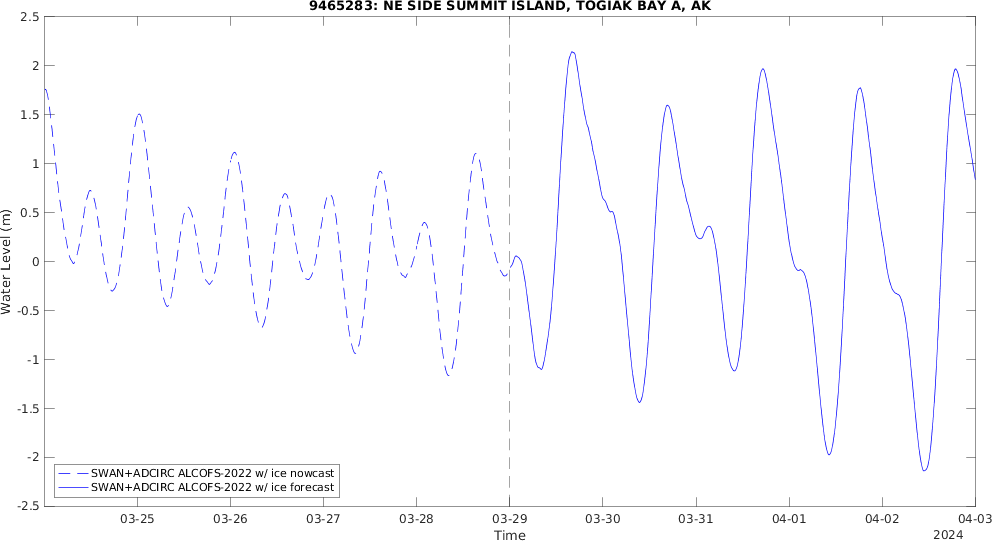 9465283: NE SIDE SUMMIT ISLAND, TOGIAK BAY A, AK
2.5
2
1.5
1
0.5
0
-0.5
-1
-1.5
-2
-2.5
Water Level (m)
SWAN+ADCIRC ALCOFS-2022 w/ ice nowcast
SWAN+ADCIRC ALCOFS-2022 w/ ice forecast
03-25 03-26 03-27 03-28 03-29 03-30 03-31 04-01 04-02 04-03
Time
2024